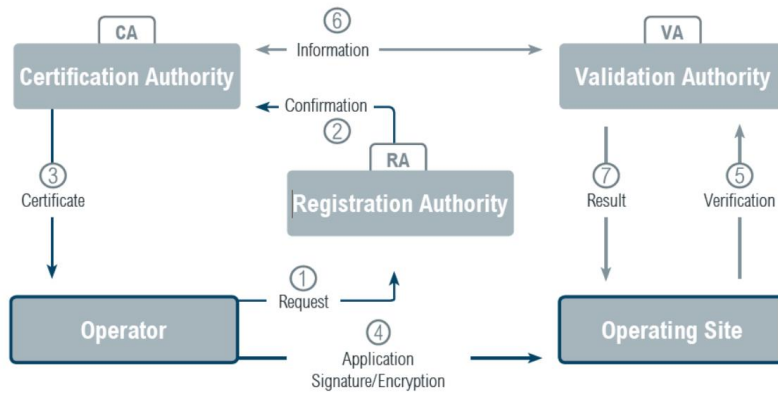 CA
Certification Authority
6
Information
VA
Validation Authority
Confirmation
2
RA
Registration Authority
3
Certificate
7
Result
5
Verification
1
Request
Operator
4
Application
Signature/Encryption
Operating Site